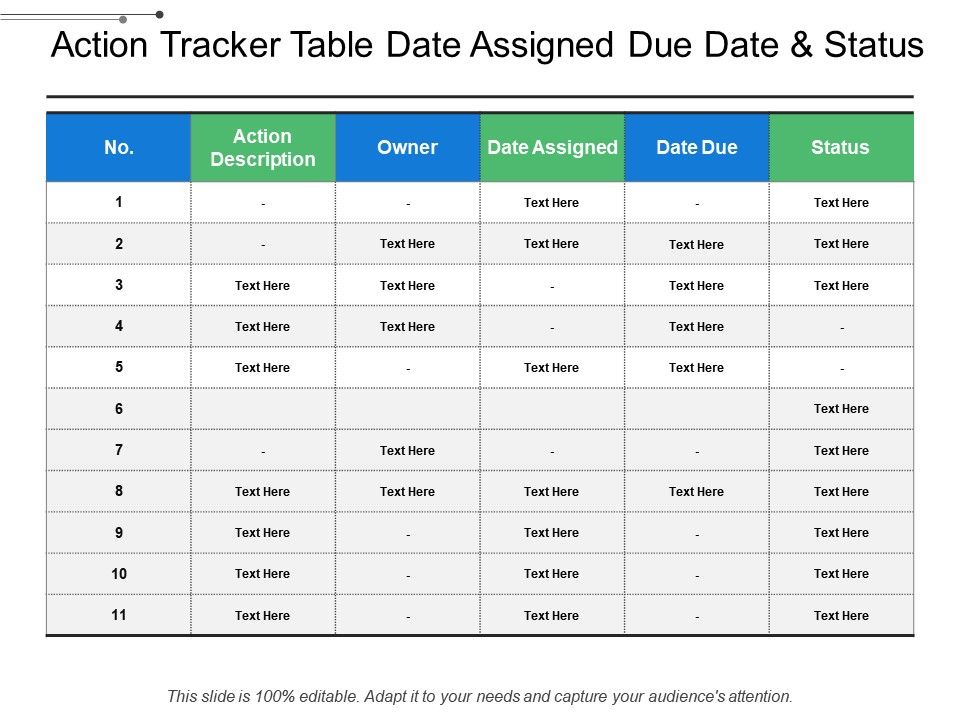 Action Tracker Table Date Assigned Due Date & Status
No. Action Description Owner Date Assigned Date Due Status
1 - - Text Here - Text Here
2 - Text Here Text Here Text Here Text Here
3 Text Here Text Here - Text Here Text Here
4 Text Here Text Here - Text Here -
5 Text Here - Text Here Text Here -
6 Text Here
7 - Text Here - - Text Here
8 Text Here Text Here Text Here Text Here Text Here
9 Text Here - Text Here - Text Here
10 Text Here - Text Here - Text Here
11 Text Here - Text Here - Text Here
This slide is 100% editable. Adapt it to your needs and capture your audience's attention.